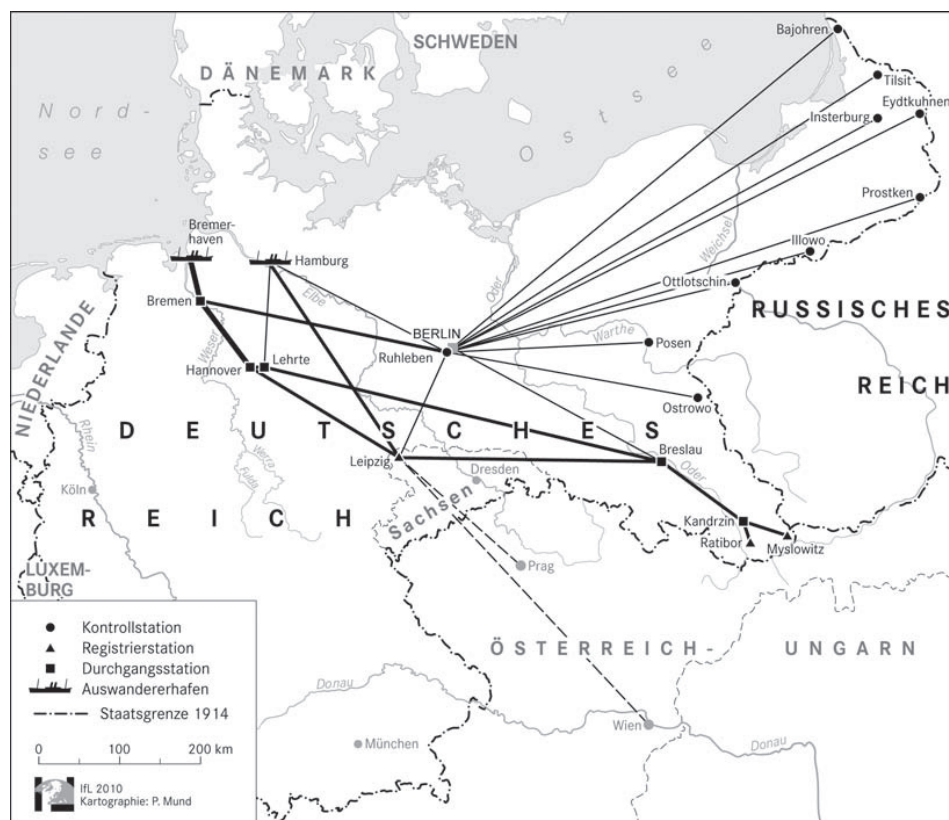 SCHWEDEN
DÄNEMARK
Nord-
see
Ostsee
Bajohren
Tilsit
Eydtkuhnen
Insterburg
Prostken
Illowo
Ottlotschin
Weichsel
Oder
Bremer-
haven
Hamburg
Elbe
Bremen
BERLIN
Ruhleben
Warthe
Posen
Ostrowo
RUSSISCHES
REICH
NIEDERLANDE
Weser
Hannover
Lehrte
DEUTSCHES
REICH
Rhein
Köln
Werra
Fulda
Leipzig
Dresden
Sachsen
Breslau
Oder
Kandrzin
Ratibor
Myslowitz
Prag
LUXEM-
BURG
ÖSTERREICH-
UNGARN
Donau
Wien
Donau
München
Kontrollstation
Registrierstation
Durchgangsstation
Auswandererhafen
Staatsgrenze 1914
0 100 200 km
IfL 2010
Kartographie: P. Mund